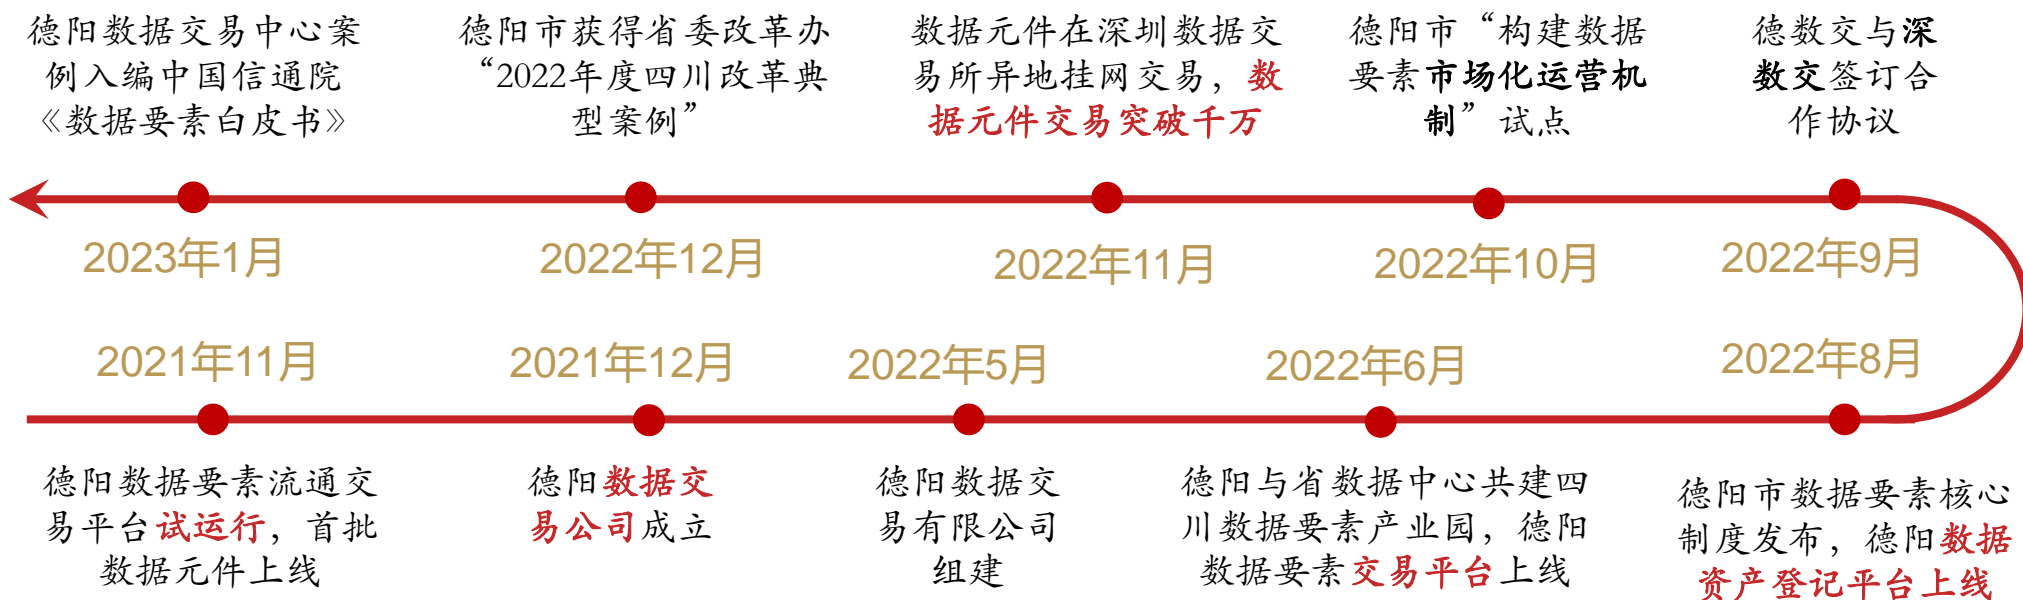 德阳数据交易中心案
例入编中国信通院
《数据要素白皮书》
德阳市获得省委改革办
“2022年度四川改革典
型案例”
数据元件在深圳数据交
易所异地挂网交易，数
据元件交易突破千万
德阳市“构建数据
要素市场化运营机
制”试点
德数交与深
数交签订合
作协议
2023年1月
2022年12月
2022年11月
2022年10月
2022年9月
2021年11月
2021年12月
2022年5月
2022年6月
2022年8月
德阳数据要素流通交
易平台试运行，首批
数据元件上线
德阳数据交
易公司成立
德阳数据交
易有限公司
组建
德阳与省数据中心共建四
川数据要素产业园，德阳
数据要素交易平台上线
德阳市数据要素核心
制度发布，德阳数据
资产登记平台上线